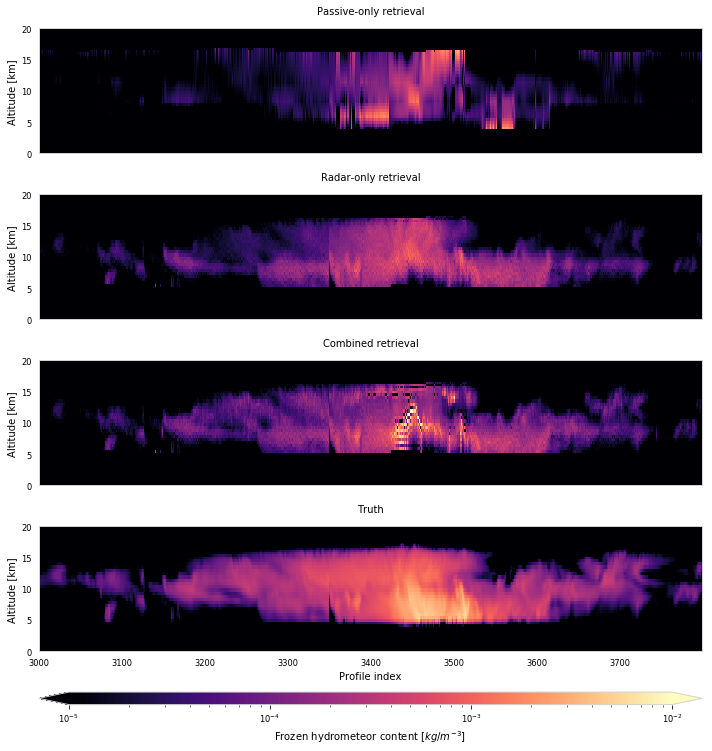 Passive-only retrieval
20
15
10
5
0
Altitude [km]
Radar-only retrieval
20
15
10
5
0
Altitude [km]
Combined retrieval
20
15
10
5
0
Altitude [km]
Truth
20
15
10
5
0
Altitude [km]
3000 3100 3200 3300 3400 3500 3600 3700
Profile index
10⁻⁵ 10⁻⁴ 10⁻³ 10⁻²
Frozen hydrometeor content [kg/m⁻³]